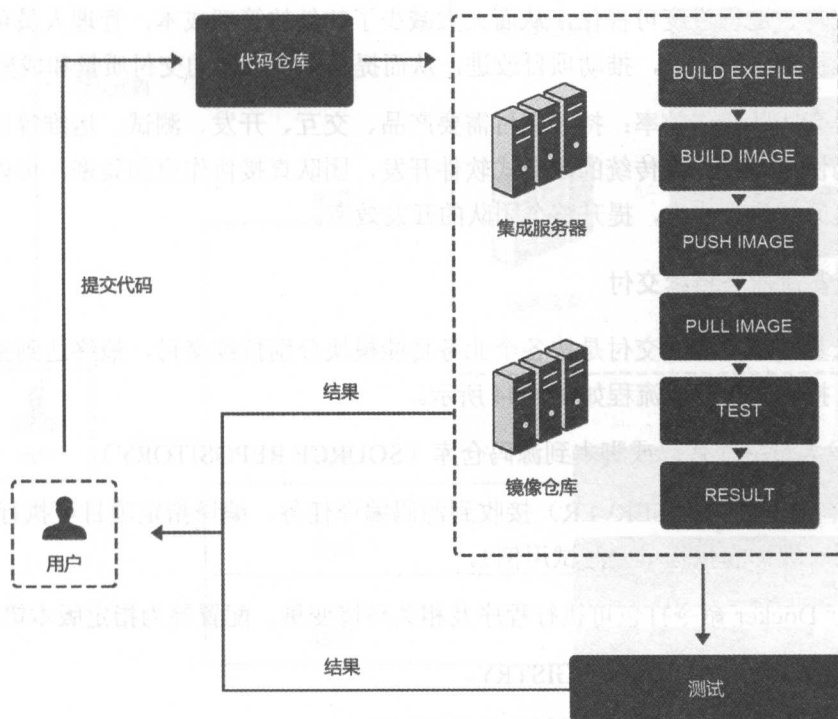 代码仓库
BUILD EXEFILE
BUILD IMAGE
集成服务器
PUSH IMAGE
提交代码
PULL IMAGE
结果
TEST
镜像仓库
RESULT
用户
结果
测试